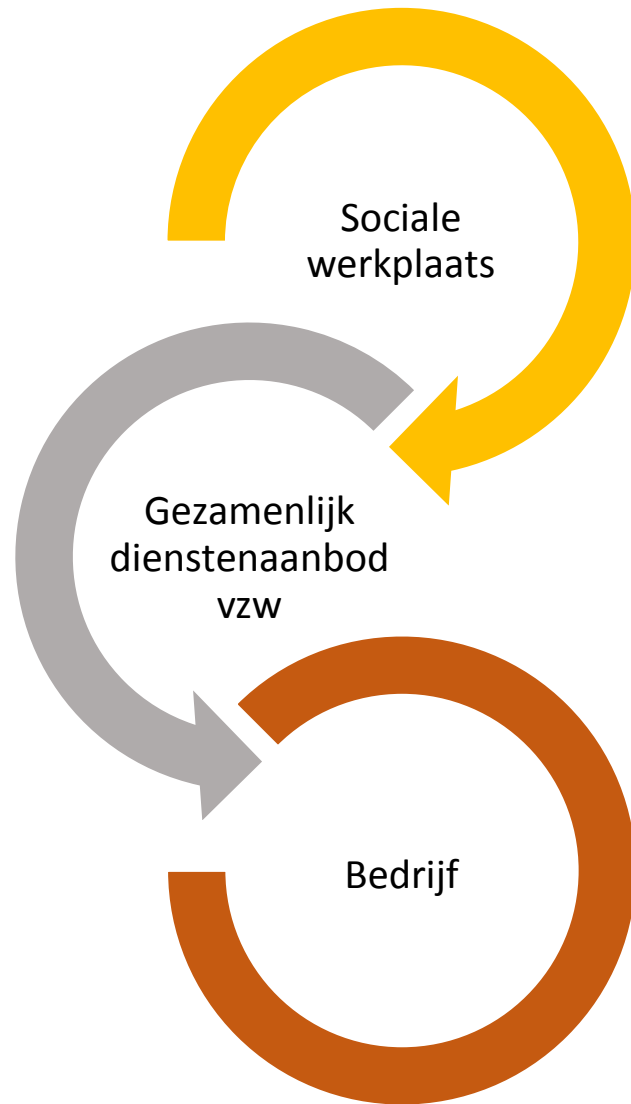 Sociale
werkplaats
Gezamenlijk
dienstenaanbod
vzw
Bedrijf